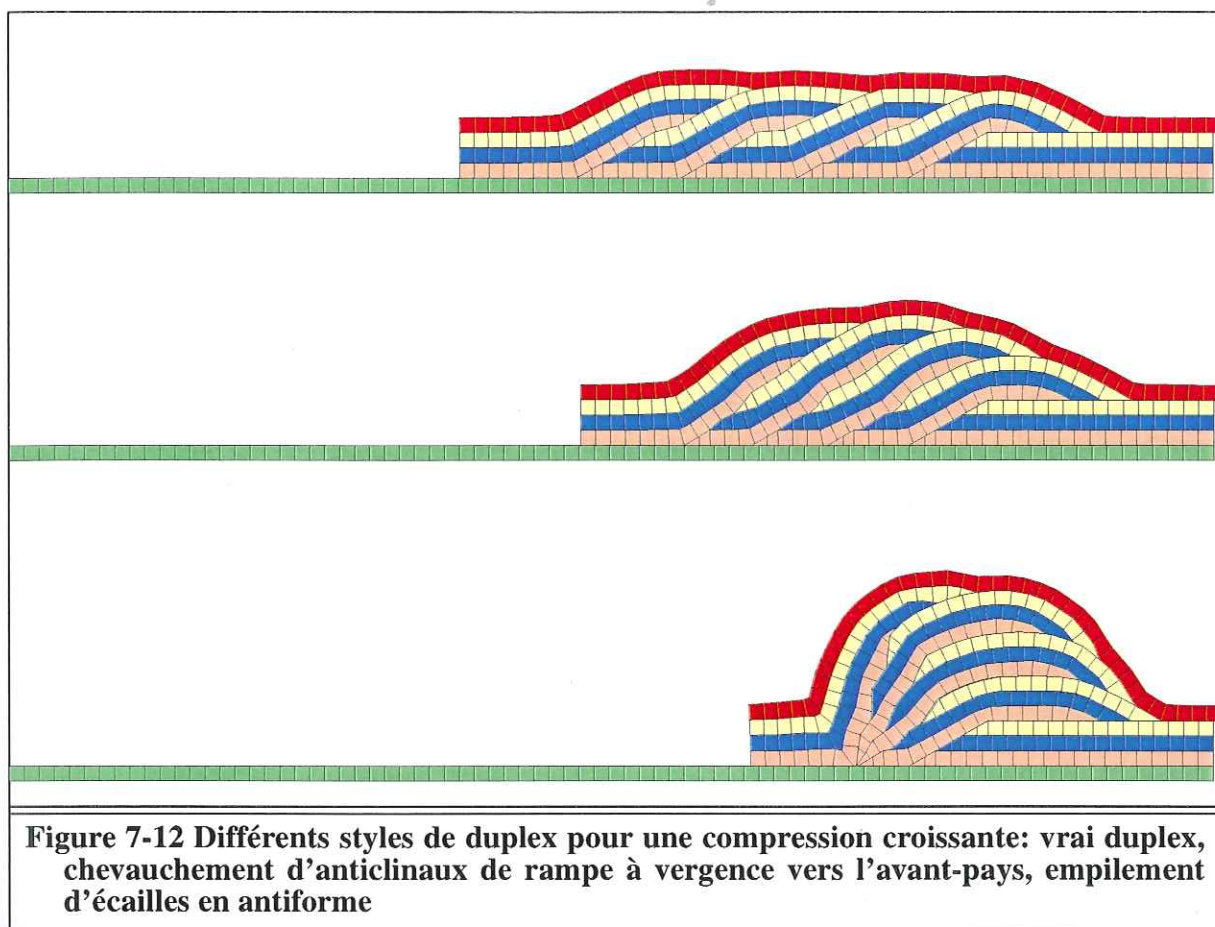 Figure 7-12 Différents styles de duplex pour une compression croissante: vrai duplex,
chevauchement d'anticlinaux de rampe à vergence vers l'avant-pays, empilement
d'écailles en antiforme